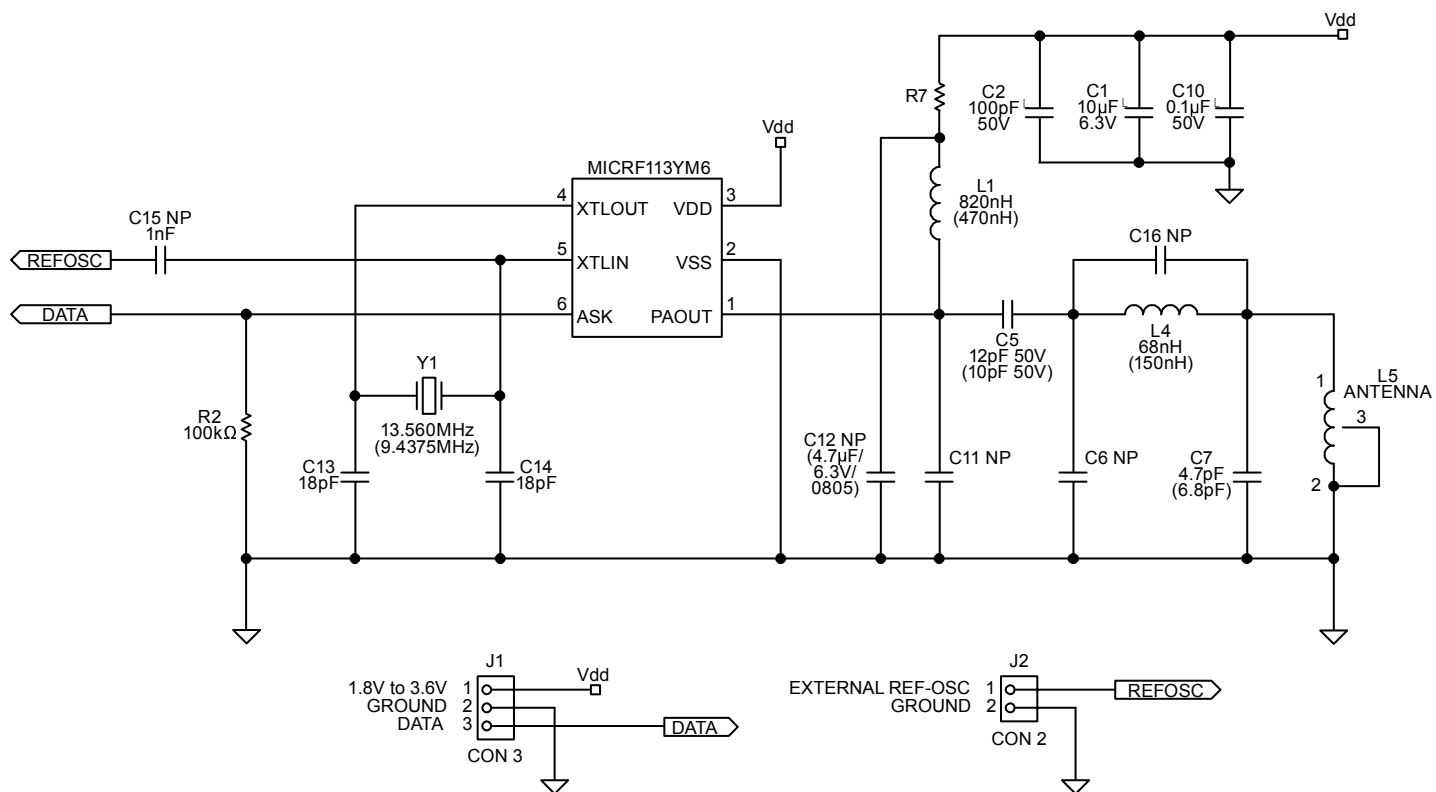 Vdd
R7
C2
100pF
50V
C1
10µF
6.3V
C10
0.1µF
50V
Vdd
MICRF113YM6
4
XTLOUT
VDD
3
L1
820nH
(470nH)
C15 NP
1nF
REFOSC
5
XTLIN
VSS
2
C16 NP
DATA
6
ASK
PAOUT
1
L4
68nH
(150nH)
C5
12pF 50V
(10pF 50V)
Y1
13.560MHz
(9.4375MHz)
1
L5
ANTENNA
3
2
R2
100kΩ
C13
18pF
C14
18pF
C12 NP
(4.7µF/
6.3V/
0805)
C11 NP
C6 NP
C7
4.7pF
(6.8pF)
J1
1.8V to 3.6V
1
Vdd
GROUND
2
DATA
3
DATA
CON 3
J2
EXTERNAL REF-OSC
1
REFOSC
GROUND
2
CON 2